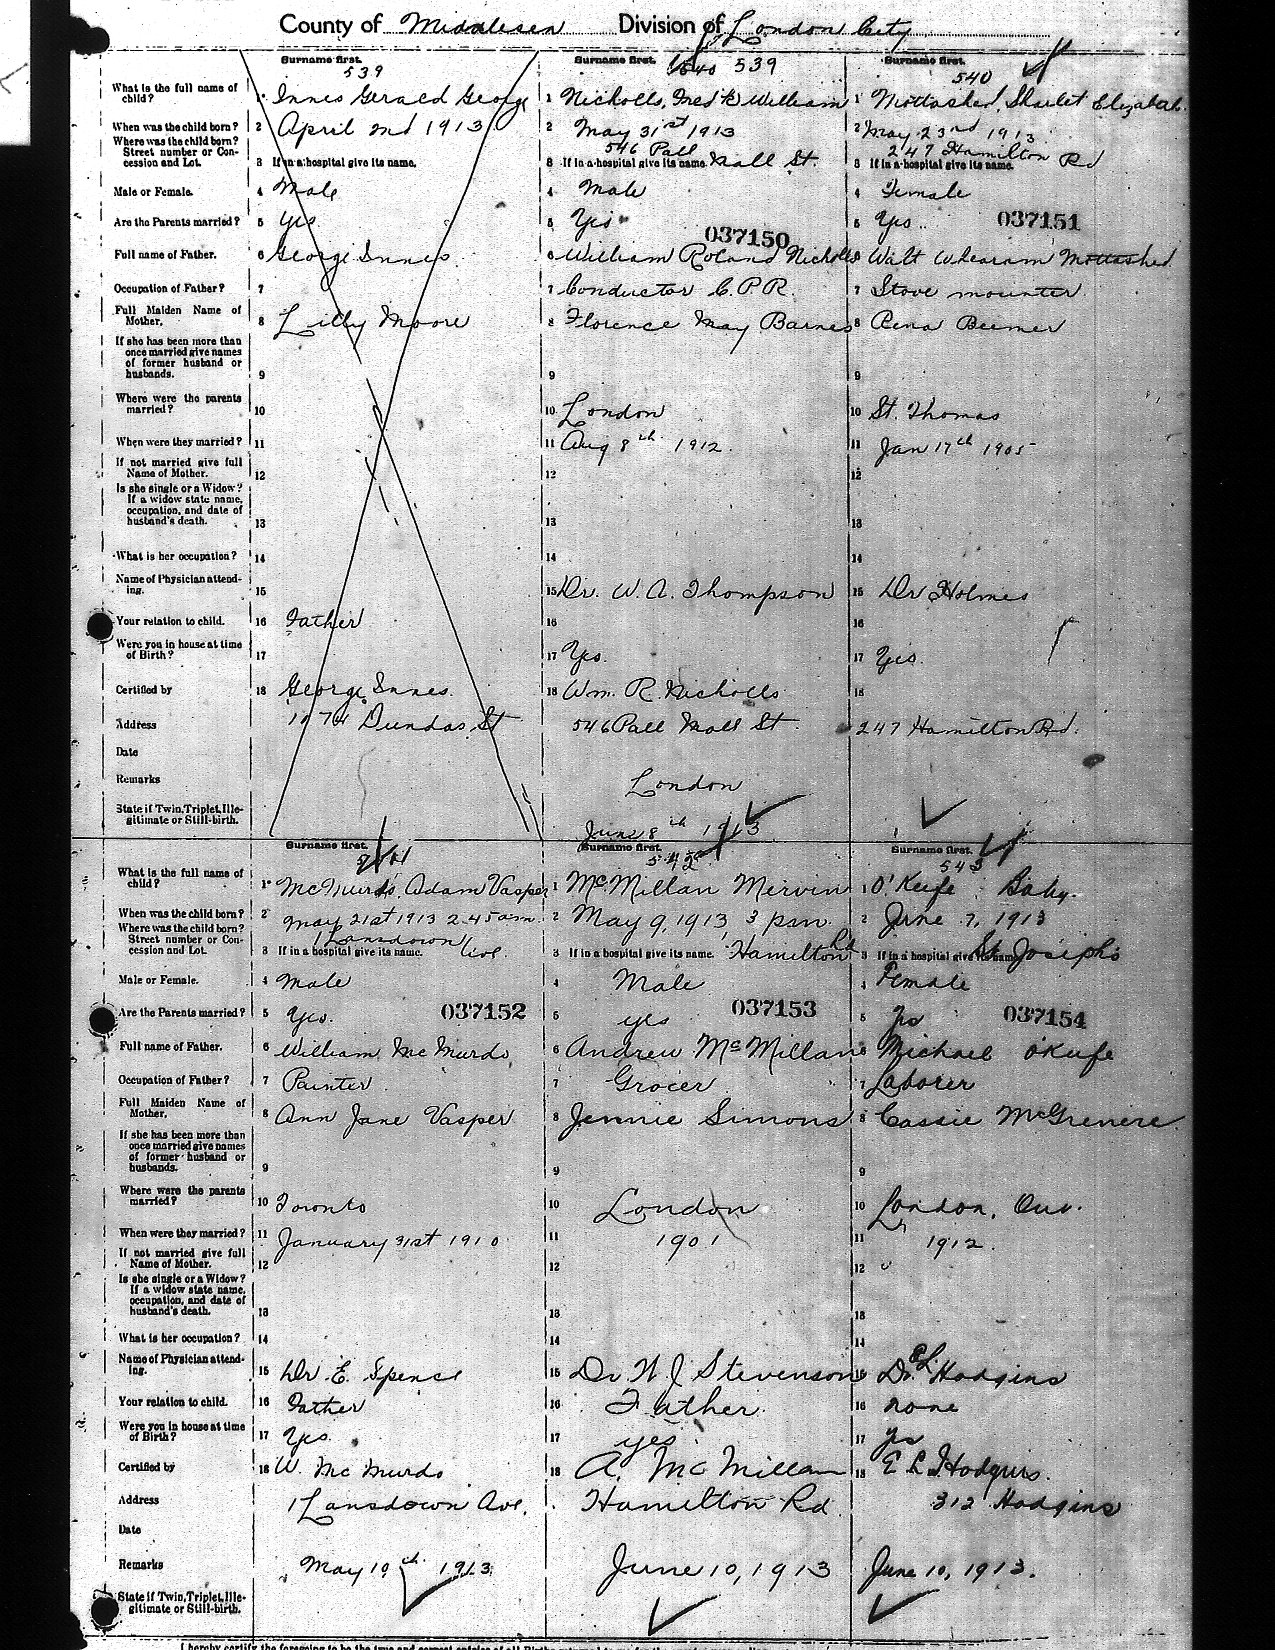 County of Middlesex Division of London City
Surname first. Surname first. Surname first.
539 540 539 540
What is the full name of child? 1 Innes Gerald George 1 Nicholls, Fred'k William 1 Mottashed, Sharlet Elizabeth
When was the child born? 2 April 2nd 1913 2 May 31st 1913 2 May 23rd 1913
Where was the child born? Street number or Concession and Lot. 3 If in a hospital give its name. 3 If in a hospital give its name. 546 Pall Mall St. 3 If in a hospital give its name. 247 Hamilton Rd
Male or Female. 4 Male 4 Male 4 Female
Are the Parents married? 5 Yes 5 Yes 037150 5 Yes 037151
Full name of Father. 6 George Innes 6 William Roland Nicholls 6 Walt Mottashed
Occupation of Father? 7 7 Conductor C.P.R. 7 Stove mounter
Full Maiden Name of Mother. 8 Lilly Moore 8 Florence May Barnes 8 Rena Beemer
If she has been more than once married give names of former husband or husbands. 9 9 9
Where were the parents married? 10 10 London 10 St. Thomas
When were they married? 11 11 Aug 8th 1912 11 Jan 17th 1905
If not married give full Name of Mother. 12 12 12
Is she single or a Widow? If a widow state name, occupation, and date of husband's death. 13 13 13
What is her occupation? 14 14 14
Name of Physician attending. 15 15 Dr. W. A. Thompson 15 Dr Holmes
Your relation to child. 16 Father 16 16
Were you in house at time of Birth? 17 17 Yes. 17 Yes.
Certified by 18 George Innes. 18 Wm. R. Nicholls 18
Address 1074 Dundas St 546 Pall Mall St. 247 Hamilton Rd.
Date
Remarks London
State if Twin, Triplet, Illegitimate or Still-birth. June 8th 1913
Surname first. Surname first. Surname first.
541 542 543
What is the full name of child? 1 McMurdo, Adam Vasper 1 McMillan Mervin 1 O'Keefe Baby.
When was the child born? 2 May 21st 1913 2.45 am. 2 May 9, 1913, 3 pm. 2 June 7, 1913
Where was the child born? Street number or Concession and Lot. 3 If in a hospital give its name. 1 Lansdown Ave. 3 If in a hospital give its name. Hamilton Rd 3 If in a hospital give its name. St. Joseph's
Male or Female. 4 Male 4 Male 4 Female
Are the Parents married? 5 Yes. 037152 5 yes 037153 5 yes 037154
Full name of Father. 6 William McMurdo 6 Andrew McMillan 6 Michael O'Keefe
Occupation of Father? 7 Painter 7 Grocer 7 Laborer
Full Maiden Name of Mother. 8 Ann Jane Vasper 8 Jennie Simons 8 Cassie McGrenere
If she has been more than once married give names of former husband or husbands. 9 9 9
Where were the parents married? 10 Toronto 10 London 10 London, Ont.
When were they married? 11 January 31st 1910 11 1901 11 1912
If not married give full Name of Mother. 12 12 12
Is she single or a Widow? If a widow state name, occupation, and date of husband's death. 13 13 13
What is her occupation? 14 14 14
Name of Physician attending. 15 Dr E. Spence 15 Dr W J Stevenson 15 Dr. E L Hodgins
Your relation to child. 16 Father 16 Father 16 none
Were you in house at time of Birth? 17 Yes. 17 yes 17 yes
Certified by 18 W. McMurdo 18 A. McMillan 18 E L Hodgins.
Address 1 Lansdown Ave. Hamilton Rd 312 Hodgins
Date
Remarks May 19th 1913. June 10, 1913 June 10, 1913.
State if Twin, Triplet, Illegitimate or Still-birth.
I hereby certify the foregoing to be the true and correct entries of all